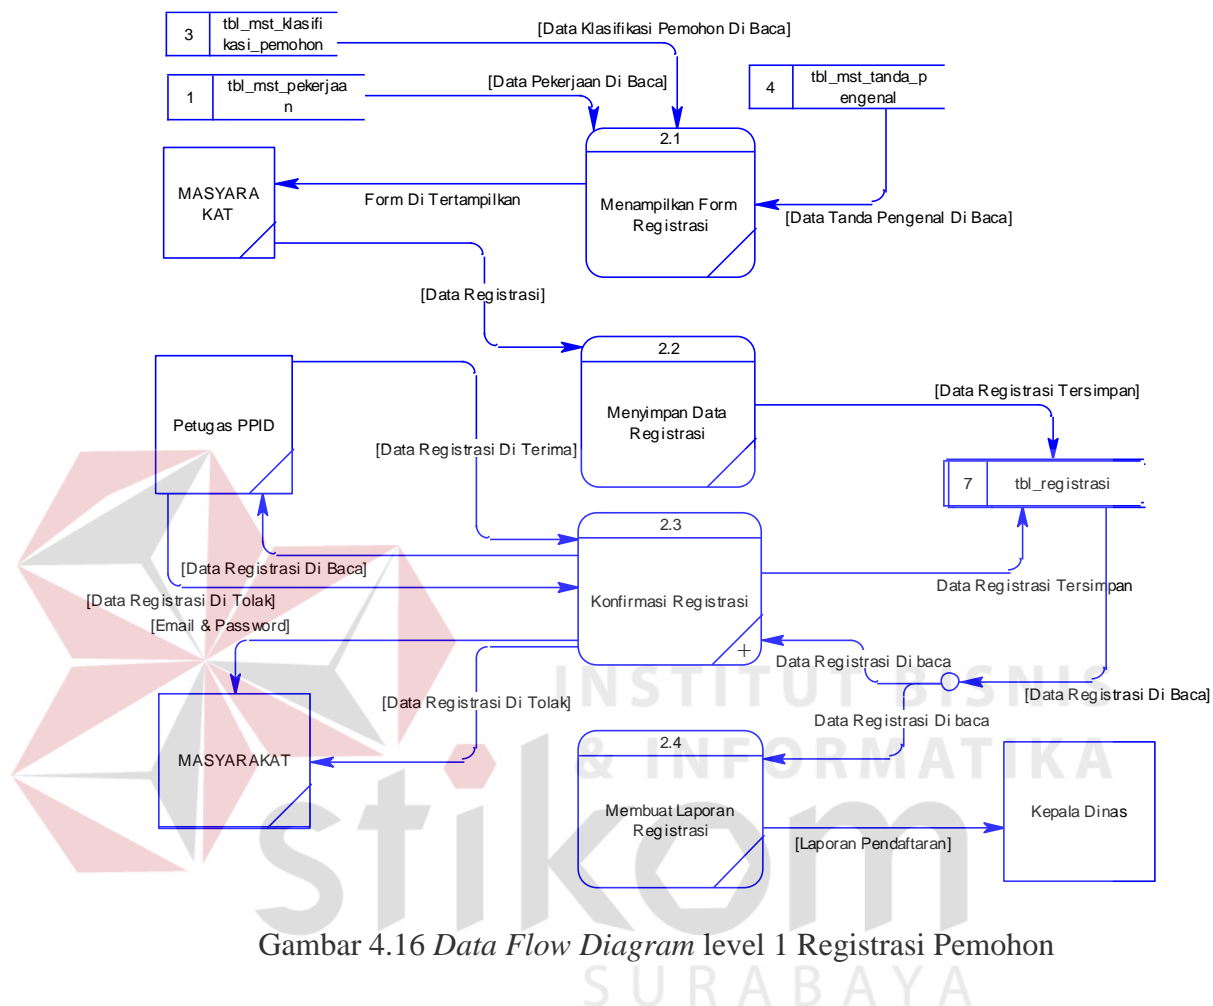 3
tbl_mst_klasifi
kasi_pemohon
[Data Klasifikasi Pemohon Di Baca]
1
tbl_mst_pekerjaa
n
[Data Pekerjaan Di Baca]
4
tbl_mst_tanda_p
engenal
2.1
Menampilkan Form
Registrasi
MASYARA
KAT
Form Di Tertampilkan
[Data Tanda Pengenal Di Baca]
[Data Registrasi]
2.2
Menyimpan Data
Registrasi
[Data Registrasi Tersimpan]
Petugas PPID
[Data Registrasi Di Terima]
7
tbl_registrasi
2.3
Konfirmasi Registrasi
+
[Data Registrasi Di Baca]
Data Registrasi Tersimpan
[Data Registrasi Di Tolak]
[Email & Password]
Data Registrasi Di baca
[Data Registrasi Di Baca]
[Data Registrasi Di Tolak]
Data Registrasi Di baca
MASYARAKAT
2.4
Membuat Laporan
Registrasi
[Laporan Pendaftaran]
Kepala Dinas
INSTITUT BISNIS
& INFORMATIKA
stikom
SURABAYA
Gambar 4.16 Data Flow Diagram level 1 Registrasi Pemohon